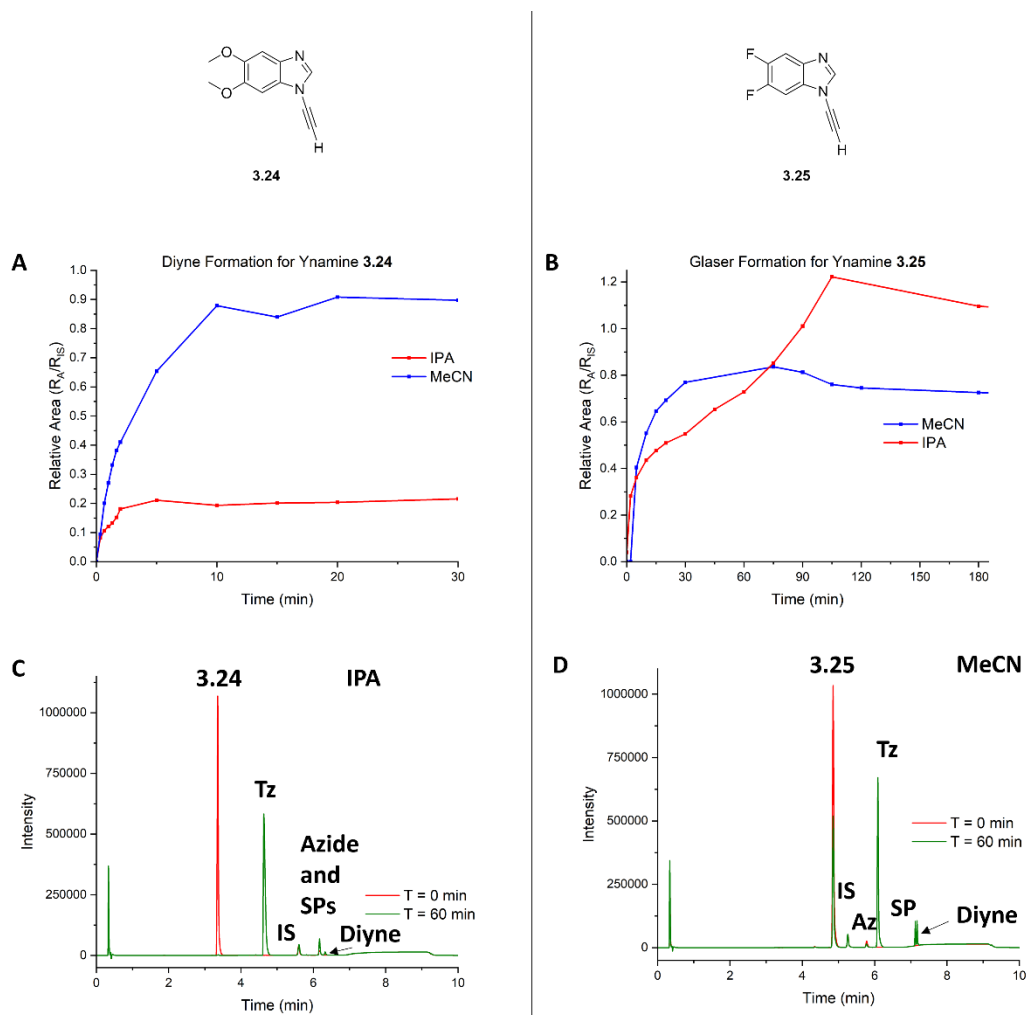 O
O
N
N
H
3.24
F
F
N
N
H
3.25
A
Diyne Formation for Ynamine 3.24
Relative Area (RA/RIS)
1.0
0.9
0.8
0.7
0.6
0.5
0.4
0.3
0.2
0.1
0.0
0
10
20
30
Time (min)
IPA
MeCN
B
Glaser Formation for Ynamine 3.25
Relative Area (RA/RIS)
1.2
1.0
0.8
0.6
0.4
0.2
0.0
0
30
60
90
120
150
180
Time (min)
MeCN
IPA
C
3.24
IPA
Intensity
1000000
750000
500000
250000
0
Tz
IS
Azide
and
SPs
Diyne
T = 0 min
T = 60 min
0
2
4
6
8
10
Time (min)
D
3.25
MeCN
Intensity
1000000
750000
500000
250000
0
IS
Az
Tz
SP
Diyne
T = 0 min
T = 60 min
0
2
4
6
8
10
Time (min)